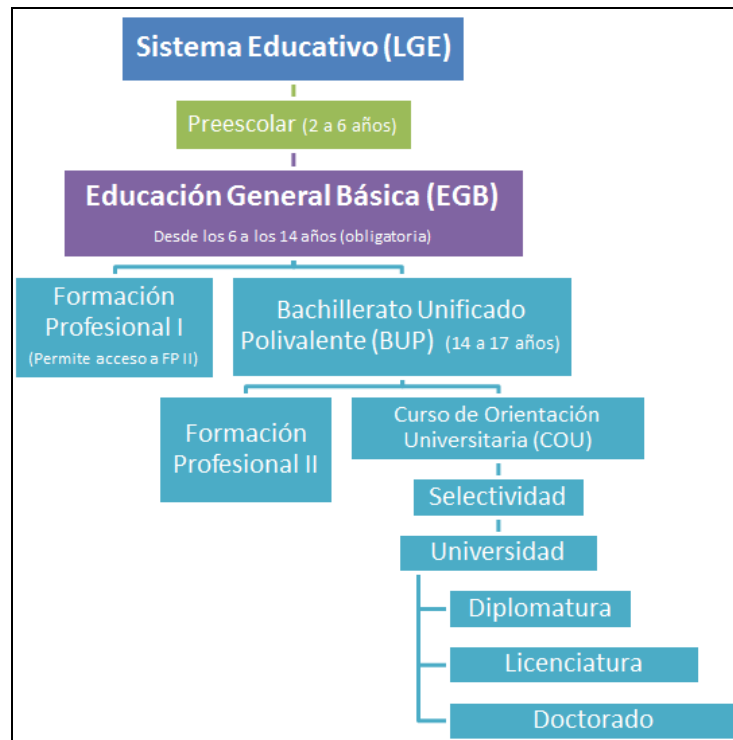 Sistema Educativo (LGE)
Preescolar (2 a 6 años)
Educación General Básica (EGB)
Desde los 6 a los 14 años (obligatoria)
Formación
Profesional I
(Permite acceso a FP II)
Bachillerato Unificado
Polivalente (BUP) (14 a 17 años)
Formación
Profesional II
Curso de Orientación
Universitaria (COU)
Selectividad
Universidad
Diplomatura
Licenciatura
Doctorado